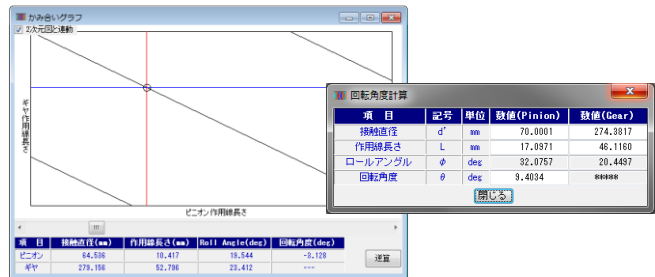 かみ合いグラフ
2次元図と連動
ギヤ作用線長さ
ピニオン作用線長さ
項 目 接触直径(mm) 作用線長さ(mm) Roll Angle(deg) 回転角度(deg)
ピニオン 64.536 10.417 19.544 -3.128
ギヤ 279.156 52.796 23.412 ---
逆算
回転角度計算
項 目 記号 単位 数値(Pinion) 数値(Gear)
接触直径 d' mm 70.0001 274.3817
作用線長さ L mm 17.0971 46.1160
ロールアングル φ deg 32.0757 20.4497
回転角度 θ deg 9.4034 *****
閉じる